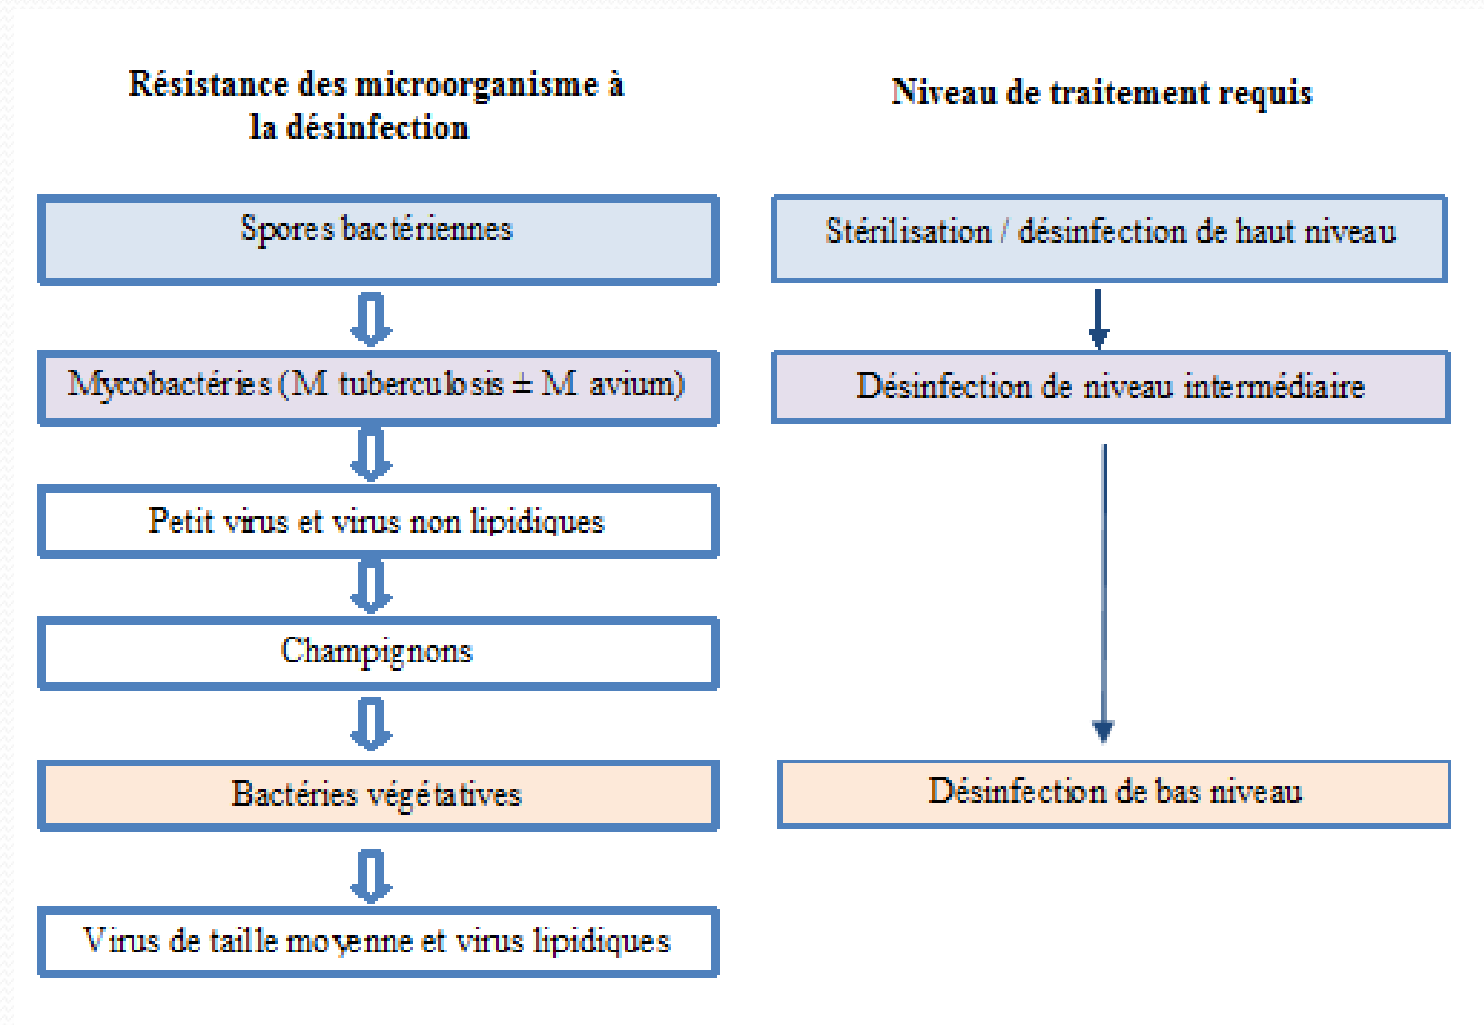 Résistance des microorganisme à
la désinfection
Niveau de traitement requis
Spores bactériennes
Stérilisation / désinfection de haut niveau
Mycobactéries (M tuberculosis ± M avium)
Désinfection de niveau intermédiaire
Petit virus et virus non lipidiques
Champignons
Bactéries végétatives
Désinfection de bas niveau
Virus de taille moyenne et virus lipidiques